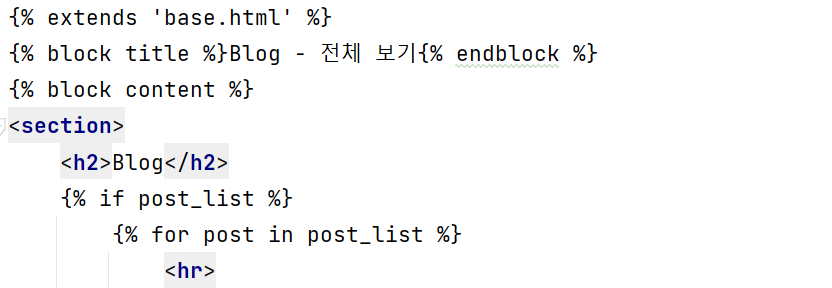 {% extends 'base.html' %}
{% block title %}Blog - 전체 보기{% endblock %}
{% block content %}
<section>
    <h2>Blog</h2>
    {% if post_list %}
        {% for post in post_list %}
            <hr>